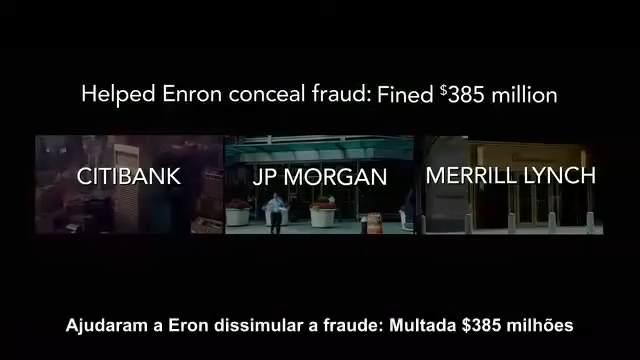 Helped Enron conceal fraud: Fined $385 million
CITIBANK
JP MORGAN
MERRILL LYNCH
Ajudaram a Eron dissimular a fraude: Multada $385 milhões